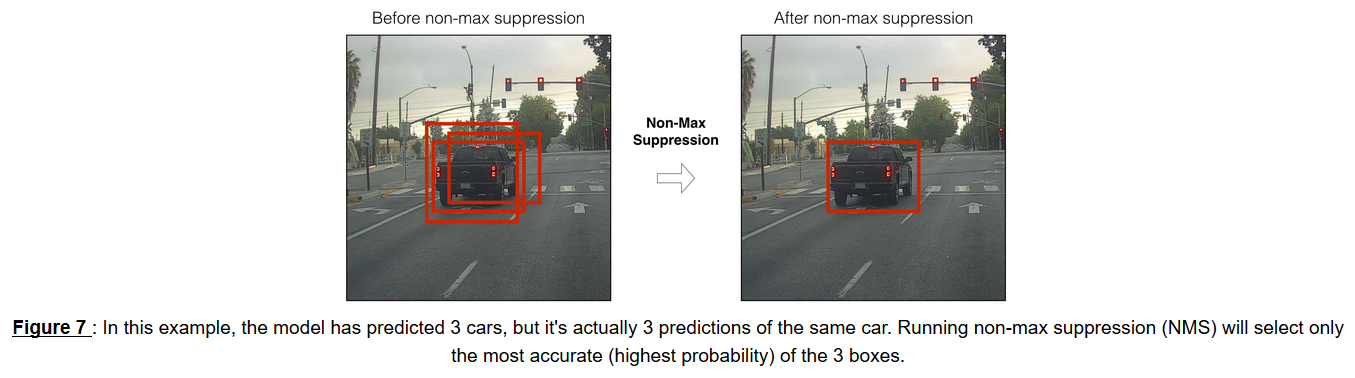 Before non-max suppression
After non-max suppression
Non-Max
Suppression
Figure 7 : In this example, the model has predicted 3 cars, but it's actually 3 predictions of the same car. Running non-max suppression (NMS) will select only
the most accurate (highest probability) of the 3 boxes.